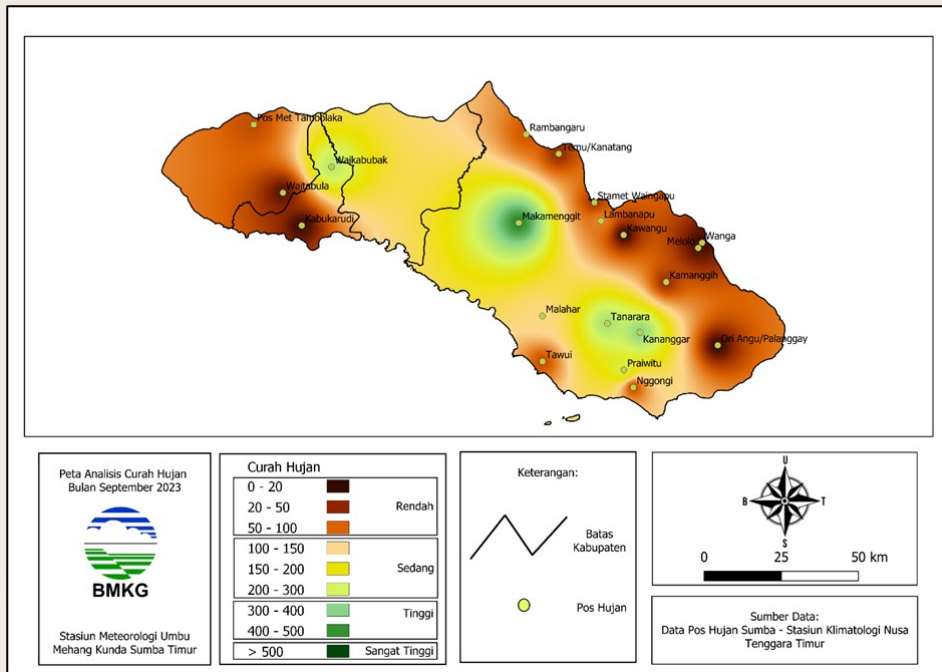 Pos Met Tambolaka
Waikabubak
Waitabula
Kabukarudi
Rambangaru
Temu/Kanatang
Stamet Waingapu
Makamenggit
Lambanapu
Kawangu
Wanga
Melolo
Kamanggih
Malahar
Tanarara
Kananggar
Ori Angu/Palanggay
Tawui
Praiwitu
Nggongi
Peta Analisis Curah Hujan
Bulan September 2023
BMKG
Stasiun Meteorologi Umbu
Mehang Kunda Sumba Timur
Curah Hujan
0 - 20
20 - 50
Rendah
50 - 100
100 - 150
150 - 200
Sedang
200 - 300
300 - 400
Tinggi
400 - 500
> 500
Sangat Tinggi
Keterangan:
Batas
Kabupaten
Pos Hujan
U
B
T
S
0 25 50 km
Sumber Data:
Data Pos Hujan Sumba - Stasiun Klimatologi Nusa
Tenggara Timur